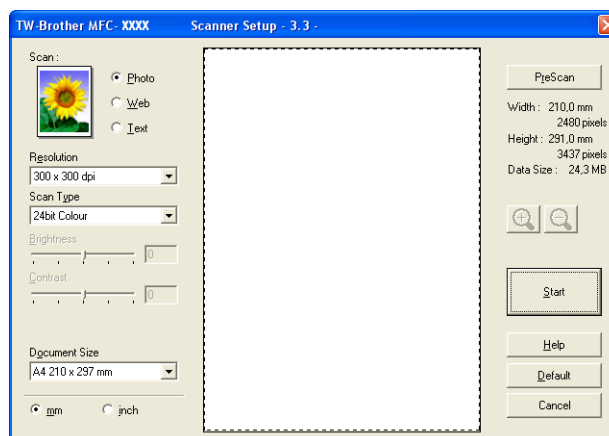 TW-Brother MFC- XXXX Scanner Setup - 3.3 -
Scan :
Photo
Web
Text
Resolution
300 x 300 dpi
Scan Type
24bit Colour
Brightness
0
Contrast
0
Document Size
A4 210 x 297 mm
mm
inch
PreScan
Width : 210,0 mm
2480 pixels
Height : 291,0 mm
3437 pixels
Data Size : 24,3 MB
Start
Help
Default
Cancel